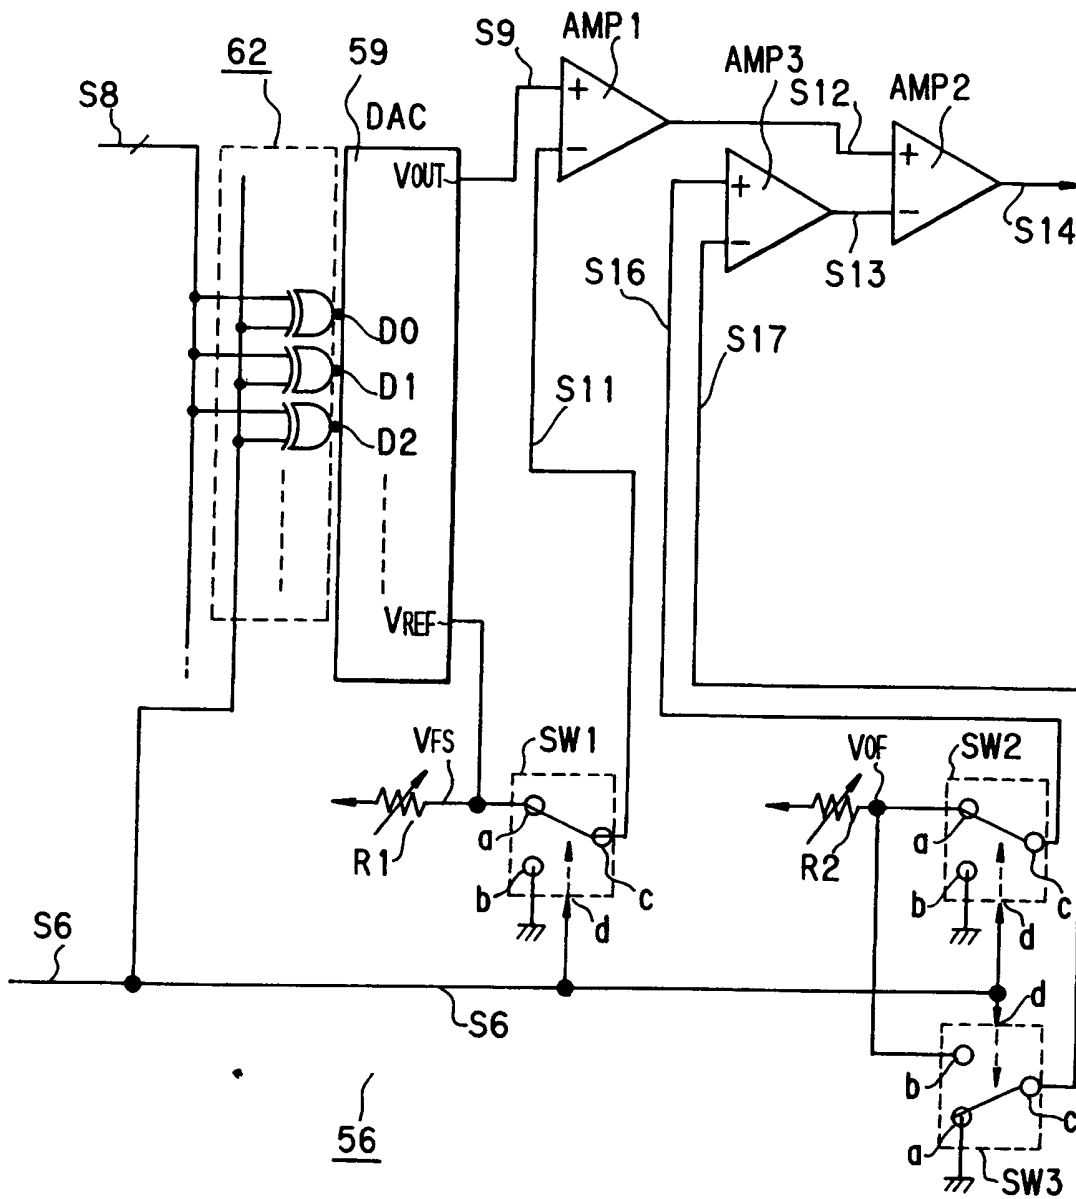 S9
AMP1
62
59
AMP3
S8
DAC
S12
AMP2
VOUT
+
−
+
+
−
−
S14
S13
S16
D0
S17
D1
S11
D2
VREF
VFS
SW1
VOF
SW2
a
a
R1
R2
b
c
b
c
S6
d
d
d
S6
b
c
56
a
SW3